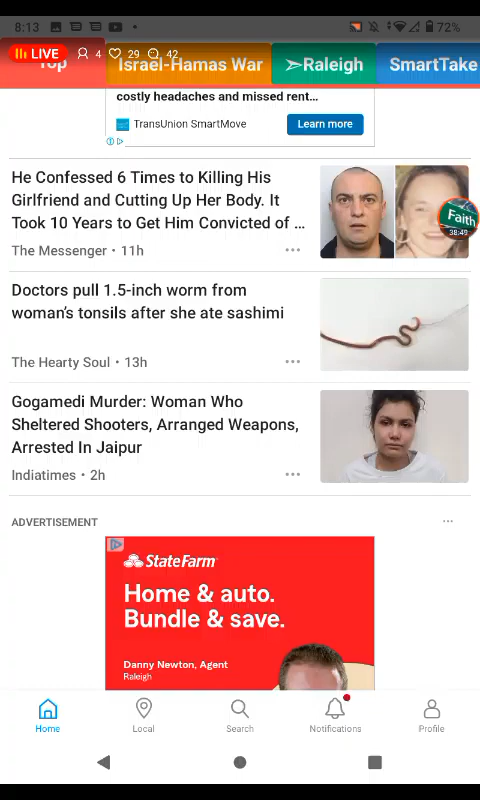 8:13
72%
LIVE 4 29 42
Top
Israel-Hamas War
Raleigh
SmartTake
costly headaches and missed rent...
TransUnion SmartMove
Learn more
He Confessed 6 Times to Killing His
Girlfriend and Cutting Up Her Body. It
Took 10 Years to Get Him Convicted of ...
The Messenger • 11h
Faith
38:49
Doctors pull 1.5-inch worm from
woman's tonsils after she ate sashimi
The Hearty Soul • 13h
Gogamedi Murder: Woman Who
Sheltered Shooters, Arranged Weapons,
Arrested In Jaipur
Indiatimes • 2h
ADVERTISEMENT
StateFarm
Home & auto.
Bundle & save.
Danny Newton, Agent
Raleigh
Home
Local
Search
Notifications
Profile